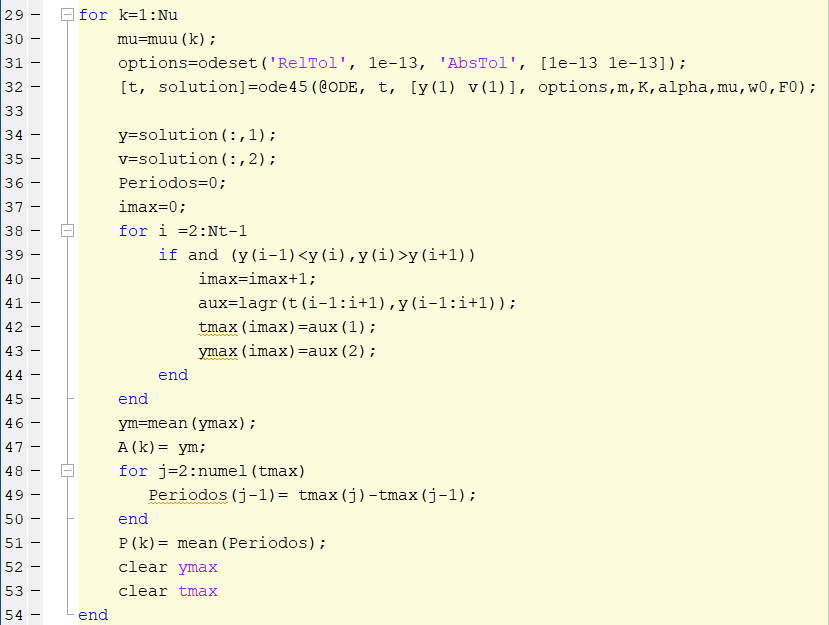 29 - for k=1:Nu
30 - mu=muu(k);
31 - options=odeset('RelTol', 1e-13, 'AbsTol', [1e-13 1e-13]);
32 - [t, solution]=ode45(@ODE, t, [y(1) v(1)], options,m,K,alpha,mu,w0,F0);
33
34 - y=solution(:,1);
35 - v=solution(:,2);
36 - Periodos=0;
37 - imax=0;
38 - for i =2:Nt-1
39 - if and (y(i-1)<y(i),y(i)>y(i+1))
40 - imax=imax+1;
41 - aux=lagr(t(i-1:i+1),y(i-1:i+1));
42 - tmax(imax)=aux(1);
43 - ymax(imax)=aux(2);
44 - end
45 - end
46 - ym=mean(ymax);
47 - A(k)= ym;
48 - for j=2:numel(tmax)
49 - Periodos(j-1)= tmax(j)-tmax(j-1);
50 - end
51 - P(k)= mean(Periodos);
52 - clear ymax
53 - clear tmax
54 - end